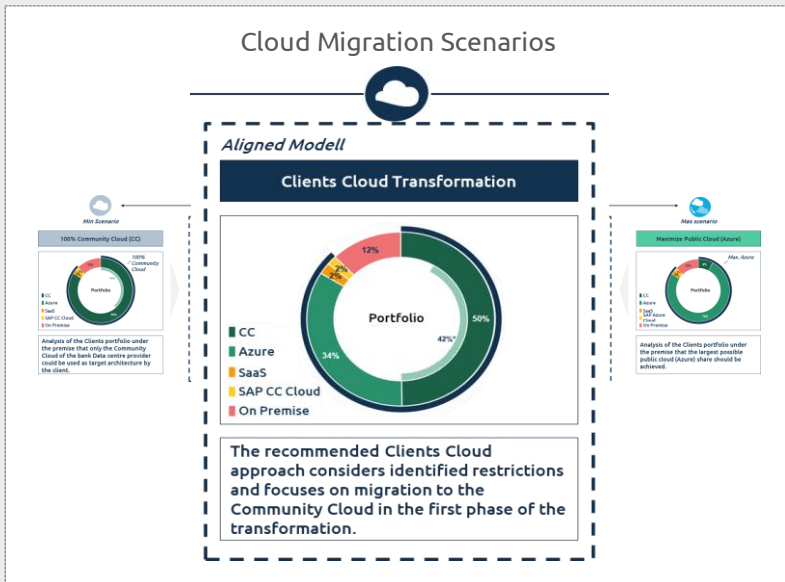 Cloud Migration Scenarios
Min Scenario
100% Community Cloud (CC)
100%
Community
Cloud
Portfolio
CC
Azure
SaaS
SAP CC Cloud
On Premise
Analysis of the Clients portfolio under
the premise that only the Community
Cloud of the bank Data centre provider
could be used as target architecture by
the client.
Aligned Modell
Clients Cloud Transformation
12%
2%
2%
34%
50%
42%*
Portfolio
CC
Azure
SaaS
SAP CC Cloud
On Premise
The recommended Clients Cloud
approach considers identified restrictions
and focuses on migration to the
Community Cloud in the first phase of the
transformation.
Max scenario
Maximize Public Cloud (Azure)
Max. Azure
Portfolio
CC
Azure
SaaS
SAP Azure
Cloud
On Premise
Analysis of the Clients portfolio under
the premise that the largest possible
public cloud (Azure) share should be
achieved.